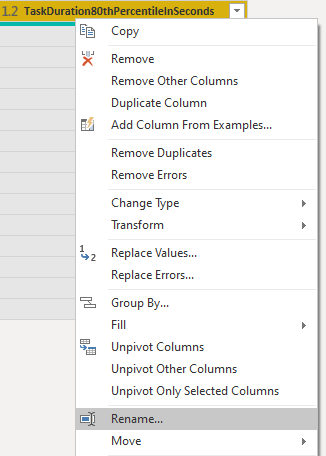 1.2 TaskDuration80thPercentileInSeconds
Copy
Remove
Remove Other Columns
Duplicate Column
Add Column From Examples...
Remove Duplicates
Remove Errors
Change Type
Transform
1
2
Replace Values...
Replace Errors...
Group By...
Fill
Unpivot Columns
Unpivot Other Columns
Unpivot Only Selected Columns
Rename...
Move